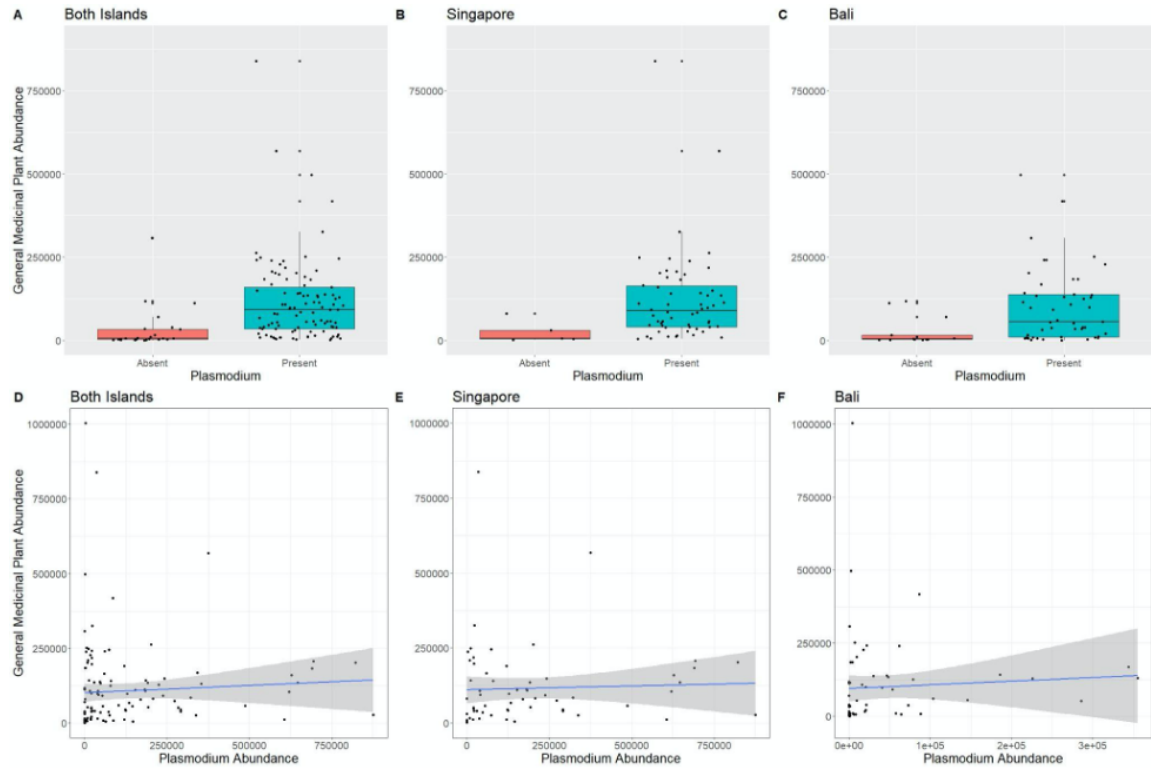 A Both Islands B Singapore C Bali
General Medicinal Plant Abundance
750000 750000 750000
500000 500000 500000
250000 250000 250000
0 0 0
Absent Present Absent Present Absent Present
Plasmodium Plasmodium Plasmodium
D Both Islands E Singapore F Bali
General Medicinal Plant Abundance
1000000 1000000 1000000
750000 750000 750000
500000 500000 500000
250000 250000 250000
0 0 0
0 250000 500000 750000 0 250000 500000 750000 0e+00 1e+05 2e+05 3e+05
Plasmodium Abundance Plasmodium Abundance Plasmodium Abundance